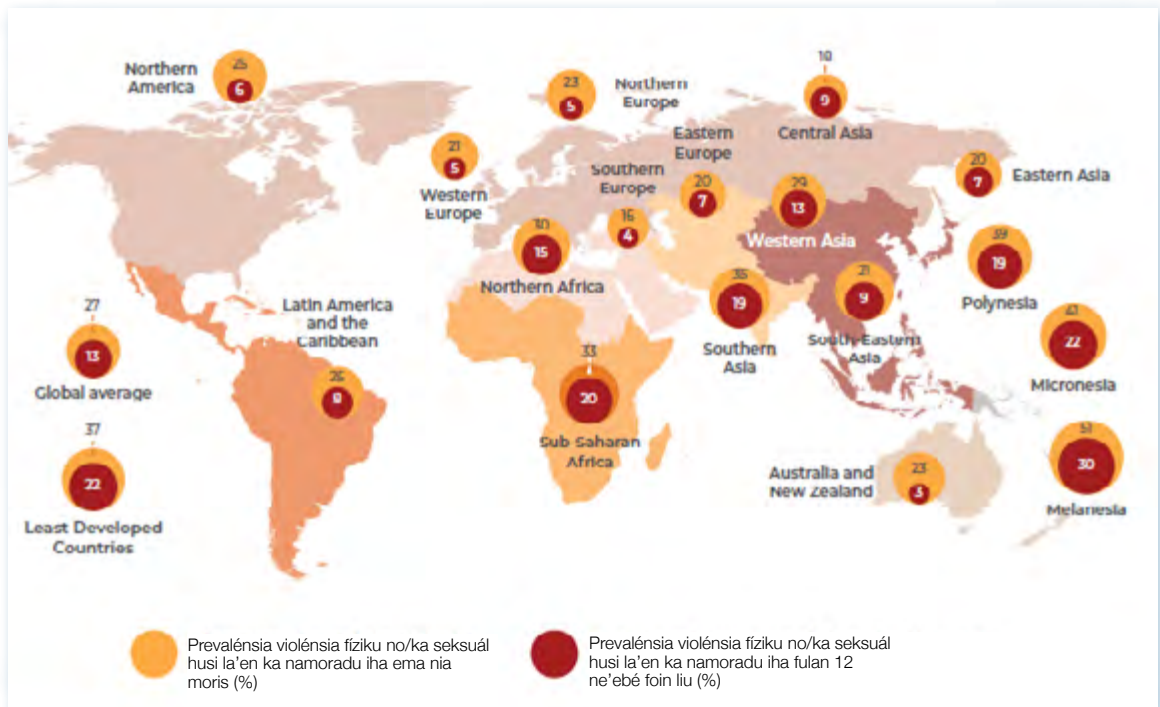 25
6
Northern
America
23
5
Northern
Europe
18
9
Central Asia
21
5
Western
Europe
Eastern
Europe
20
7
Southern
Europe
16
4
29
13
Western Asia
20
7
Eastern Asia
30
15
Northern Africa
39
19
Polynesia
35
19
Southern
Asia
21
9
South-Eastern
Asia
22
Micronesia
27
13
Global average
Latin America
and the
Caribbean
25
8
33
20
Sub-Saharan
Africa
37
22
Least Developed
Countries
Australia and
New Zealand
23
3
51
30
Melanesia
Prevalénsia violénsia fíziku no/ka seksuál
husi la’en ka namoradu iha ema nia
moris (%)
Prevalénsia violénsia fíziku no/ka seksuál
husi la’en ka namoradu iha fulan 12
ne’ebé foin liu (%)